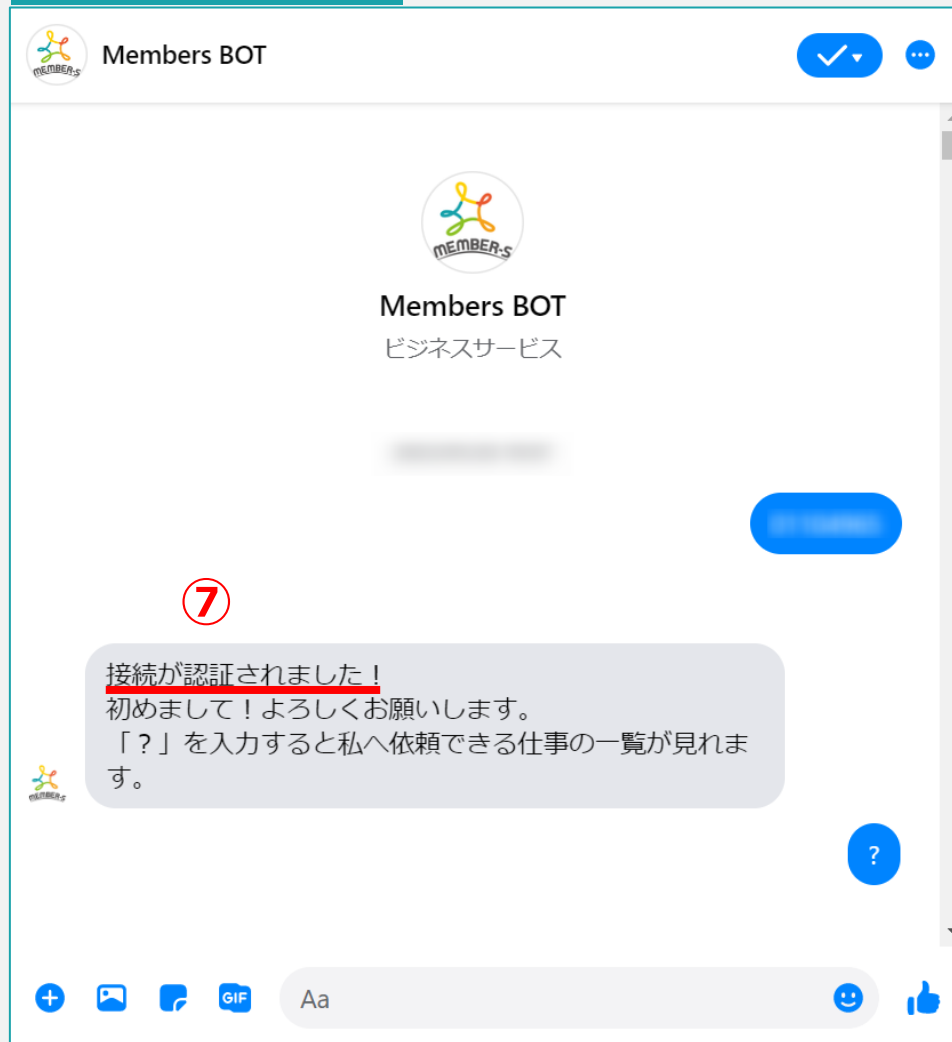 MEMBER-S
Members BOT
MEMBER-S
Members BOT
ビジネスサービス
⑦
接続が認証されました！
初めまして！よろしくお願いします。
「？」を入力すると私へ依頼できる仕事の一覧が見れま
す。
MEMBER-S
?
GIF
Aa